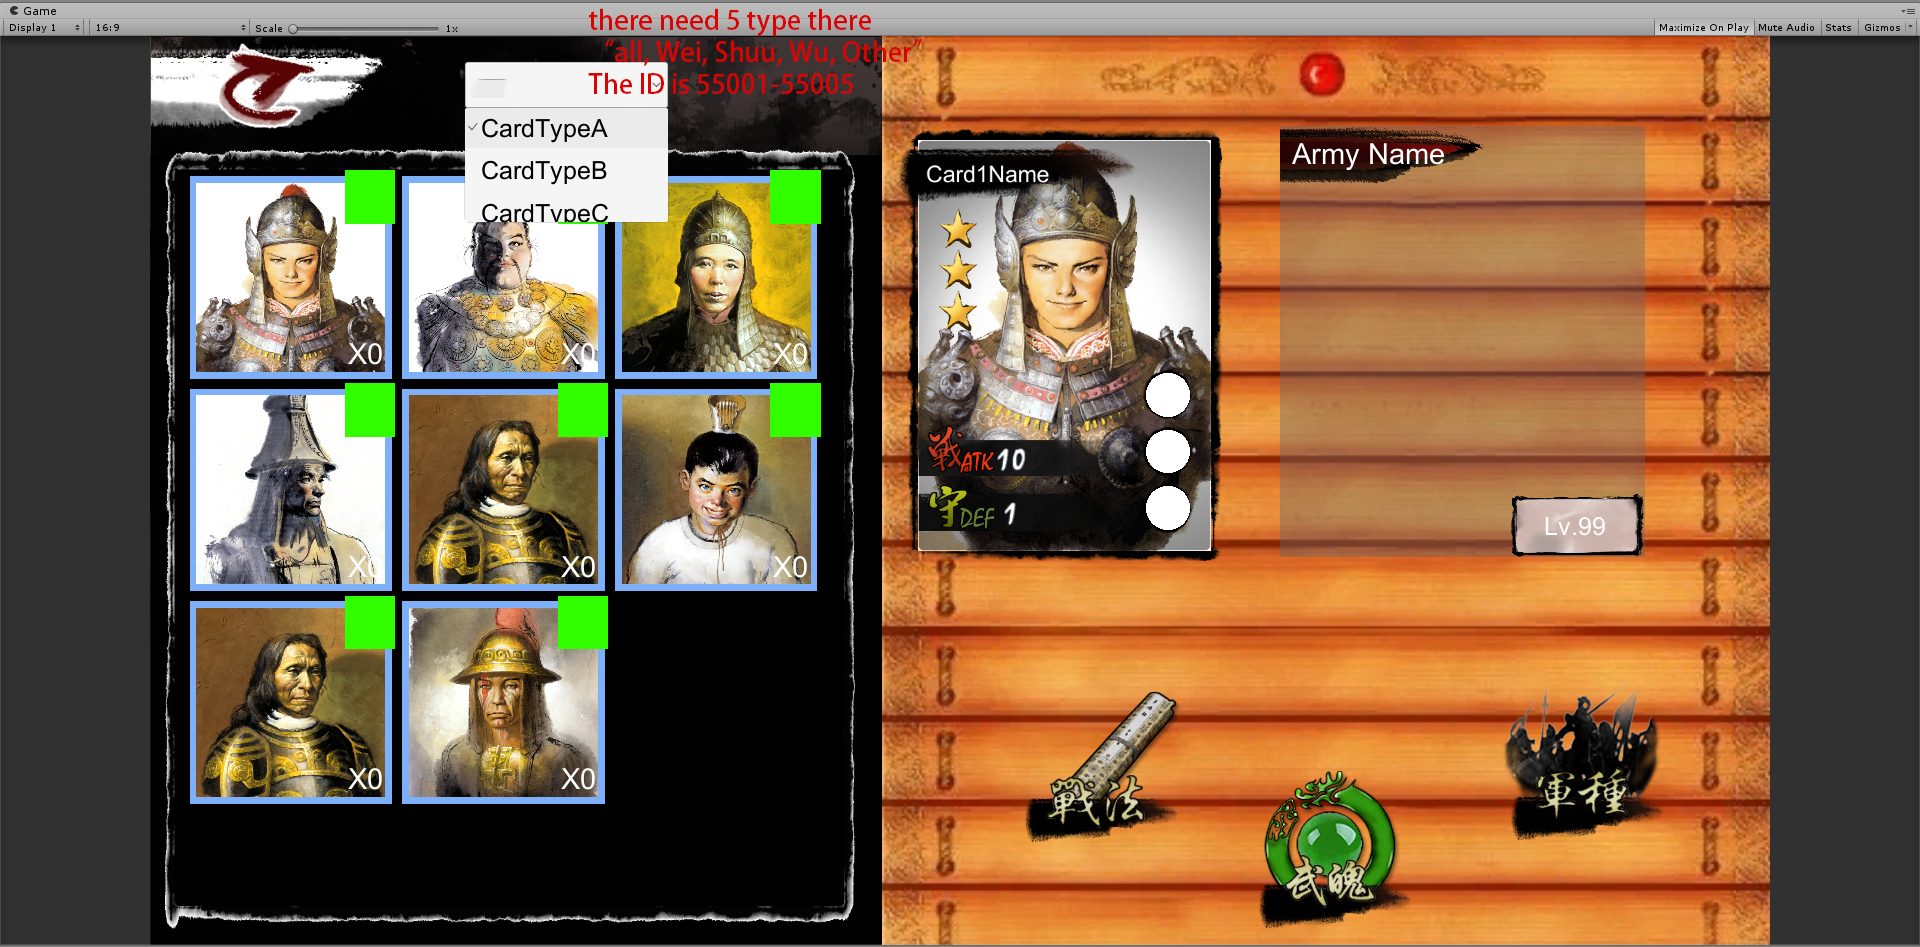 Game
Display 1
16:9
Scale
1x
Maximize On Play
Mute Audio
Stats
Gizmos
there need 5 type there
"all, Wei, Shuu, Wu, Other"
The ID is 55001-55005
CardTypeA
CardTypeB
CardTypeC
X0
X0
X0
X0
X0
X0
X0
X0
Card1Name
戦ATK 10
守DEF 1
Army Name
Lv.99
戰法
武魄
軍種